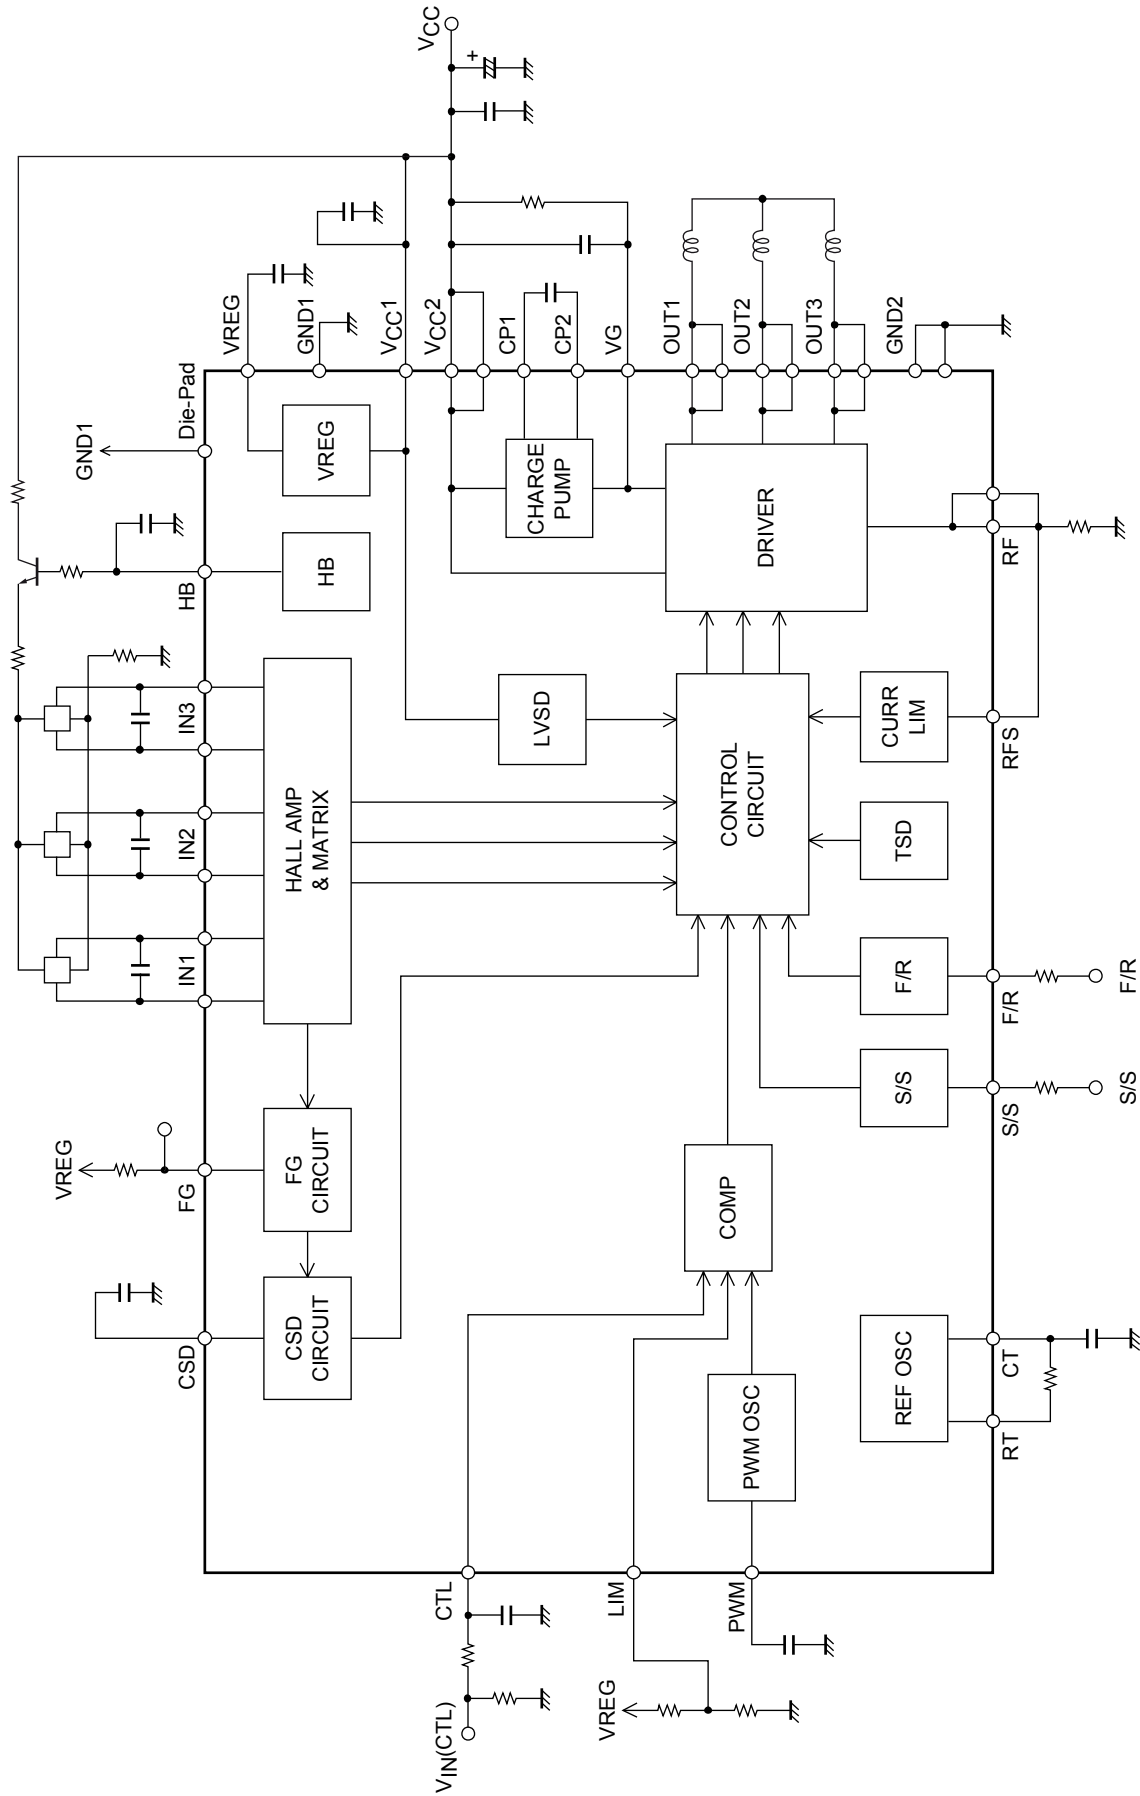 VREG
GND1
CSD
FG
IN1
IN2
IN3
HB
Die-Pad
VREG
GND1
VCC1
VCC2
VCC
CSD
CIRCUIT
FG
CIRCUIT
HALL AMP
& MATRIX
HB
VREG
VIN(CTL)
CTL
LVSD
CHARGE
PUMP
CP1
CP2
VG
VREG
LIM
PWM
PWM OSC
COMP
CONTROL
CIRCUIT
DRIVER
OUT1
OUT2
OUT3
GND2
REF OSC
S/S
F/R
TSD
CURR
LIM
RT
CT
S/S
F/R
RFS
RF
S/S
F/R
+